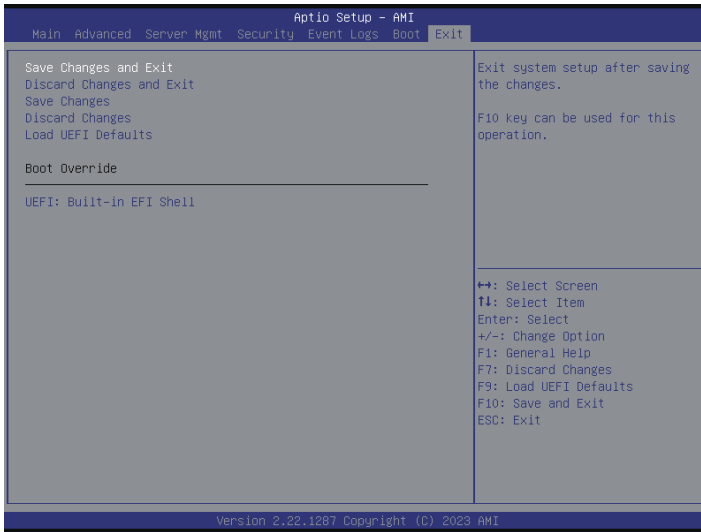 Aptio Setup – AMI
Main Advanced Server Mgmt Security Event Logs Boot Exit
Save Changes and Exit
Discard Changes and Exit
Save Changes
Discard Changes
Load UEFI Defaults
Boot Override
UEFI: Built-in EFI Shell
Exit system setup after saving
the changes.
F10 key can be used for this
operation.
↔: Select Screen
↑↓: Select Item
Enter: Select
+/-: Change Option
F1: General Help
F7: Discard Changes
F9: Load UEFI Defaults
F10: Save and Exit
ESC: Exit
Version 2.22.1287 Copyright (C) 2023 AMI